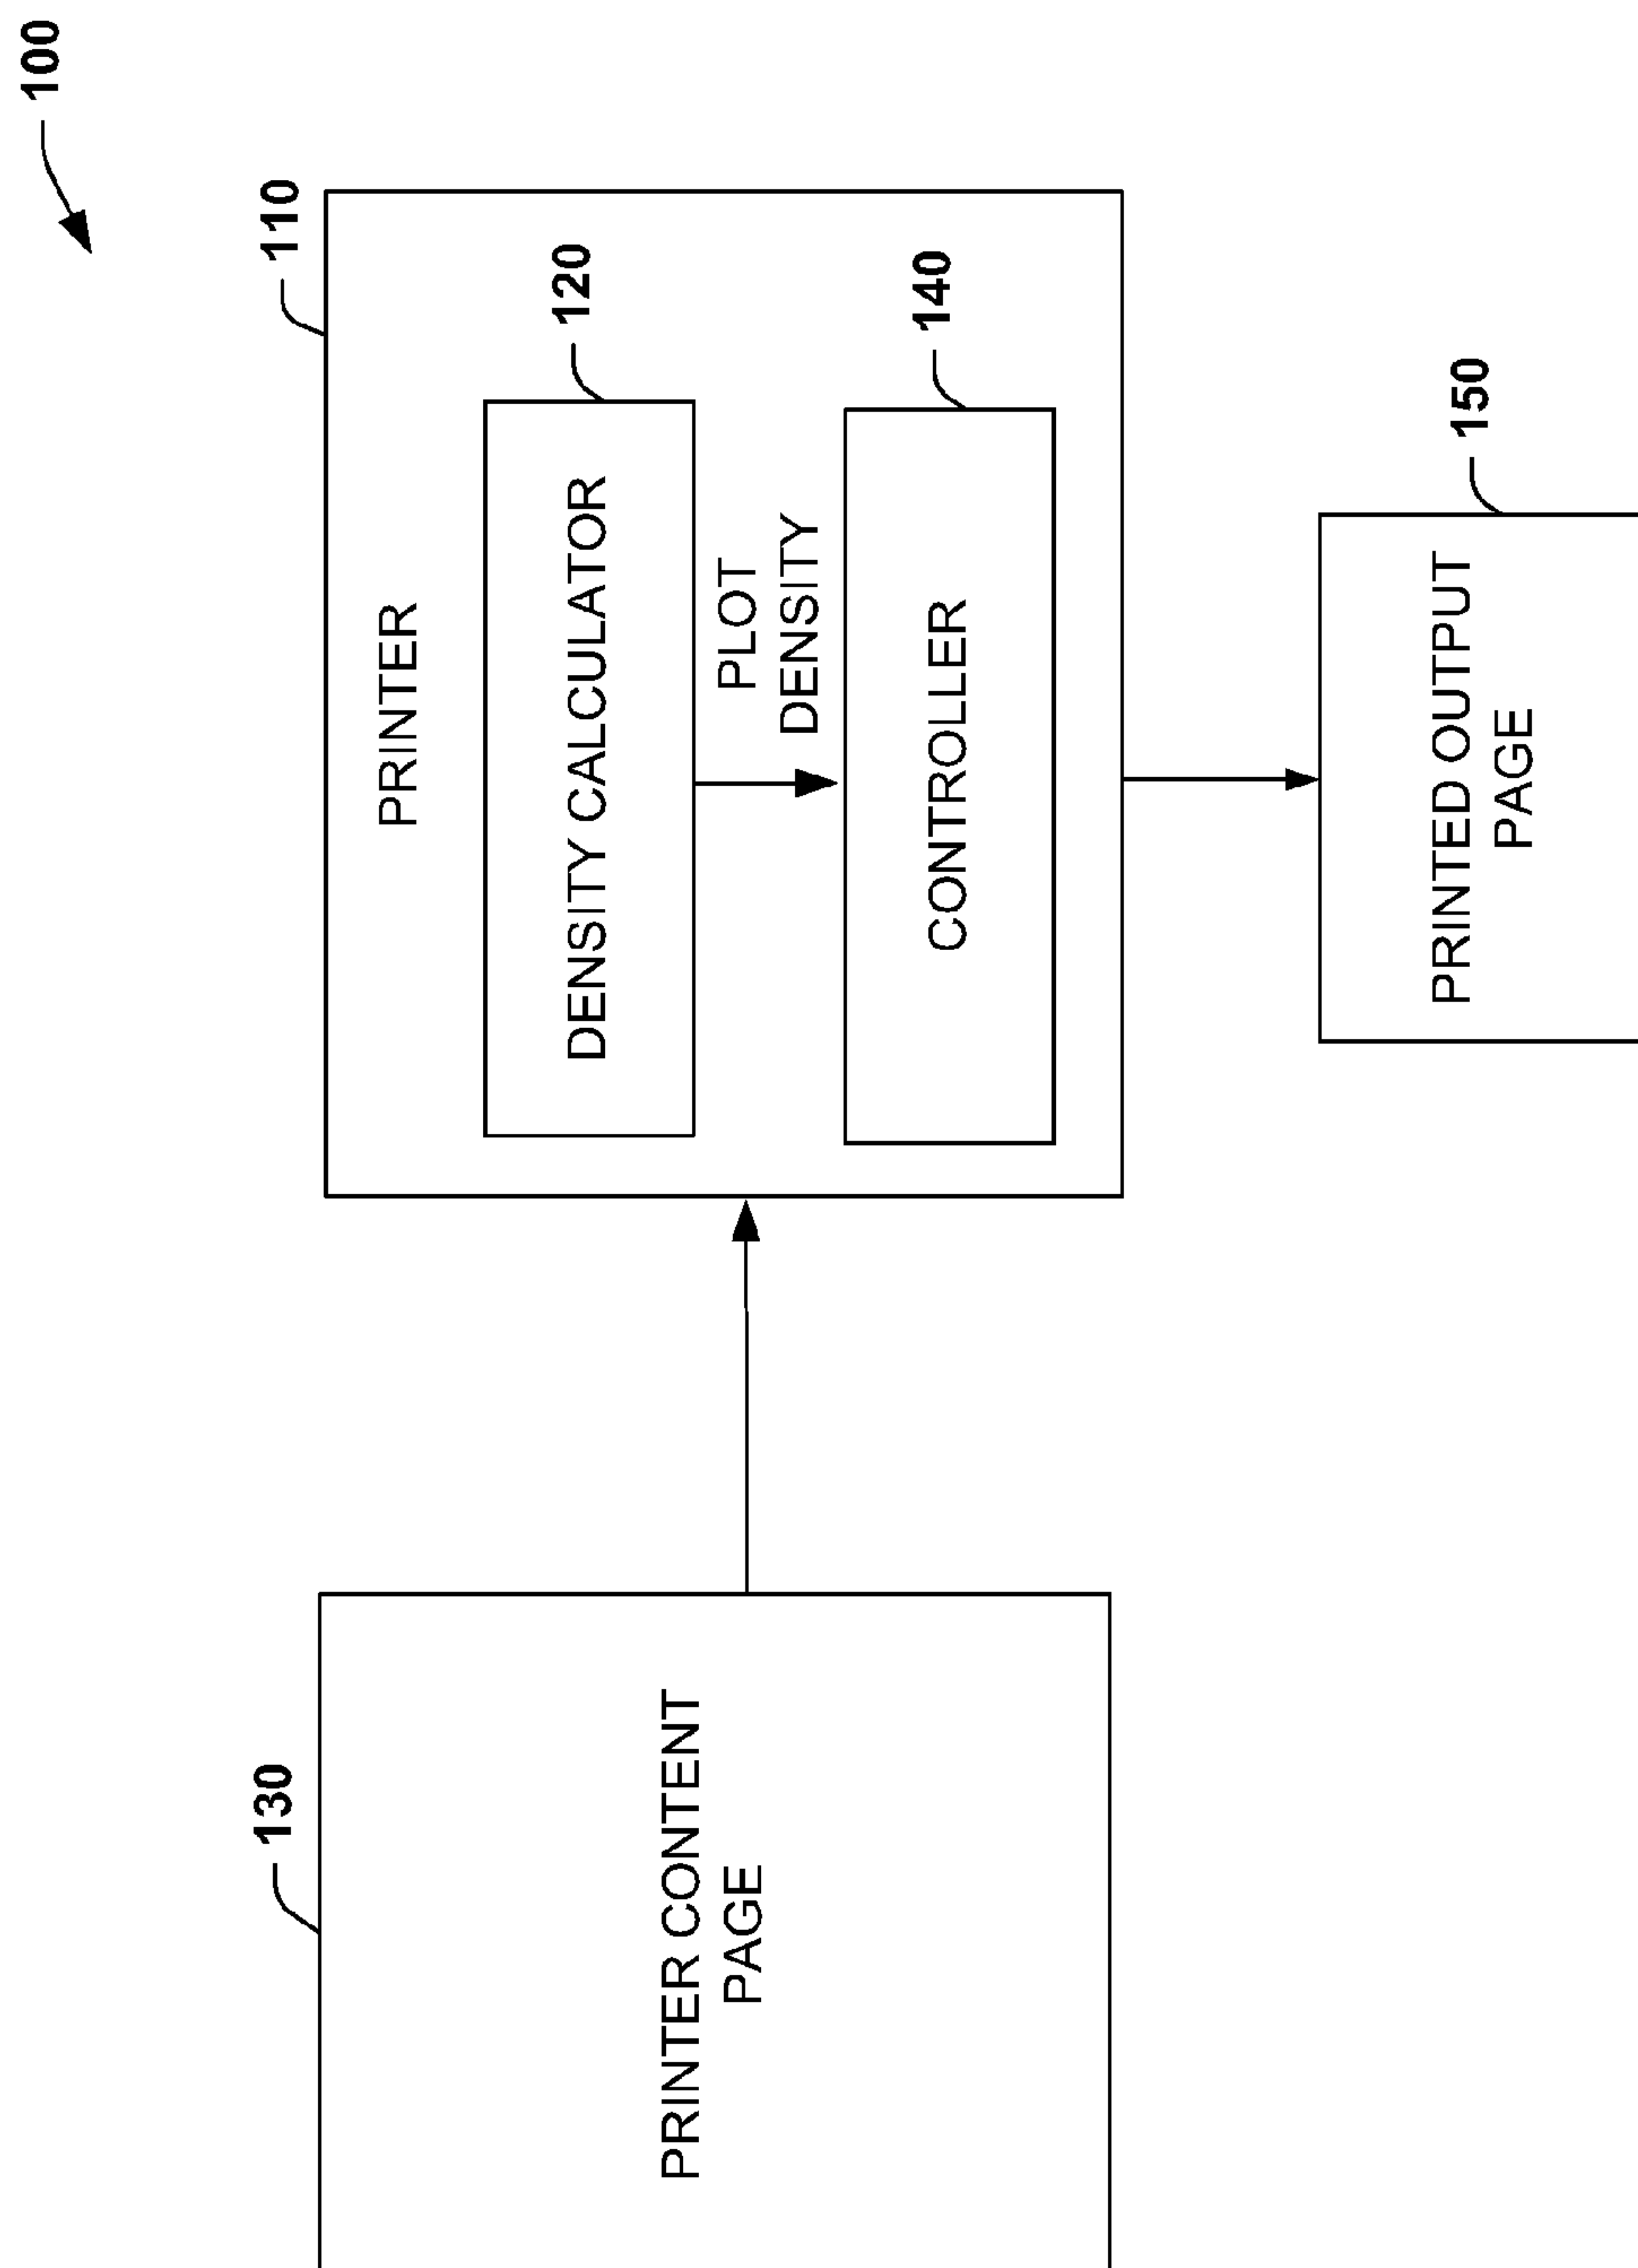 100
110
PRINTER
120
DENSITY CALCULATOR
PLOT
DENSITY
140
CONTROLLER
130
PRINTER CONTENT
PAGE
150
PRINTED OUTPUT
PAGE